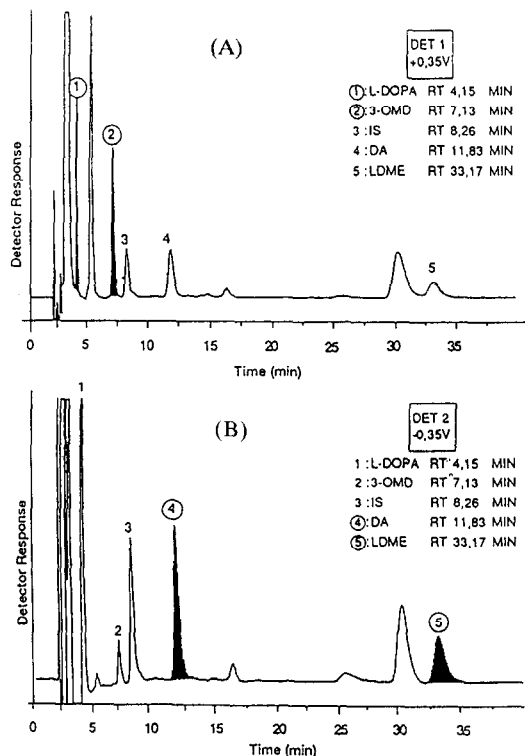 (A)
DET 1
+0,35V
①:L-DOPA RT 4,15 MIN
②:3-OMD RT 7,13 MIN
3 :IS RT 8,26 MIN
4 :DA RT 11,83 MIN
5 :LDME RT 33,17 MIN
1
2
3
4
5
Detector Response
0 5 10 15 20 25 30 35
Time (min)
(B)
DET 2
-0,35V
1 :L-DOPA RT 4,15 MIN
2 :3-OMD RT 7,13 MIN
3 :IS RT 8,26 MIN
④:DA RT 11,83 MIN
⑤:LDME RT 33,17 MIN
1
2
3
4
5
Detector Response
0 5 10 15 20 25 30 35
Time (min)